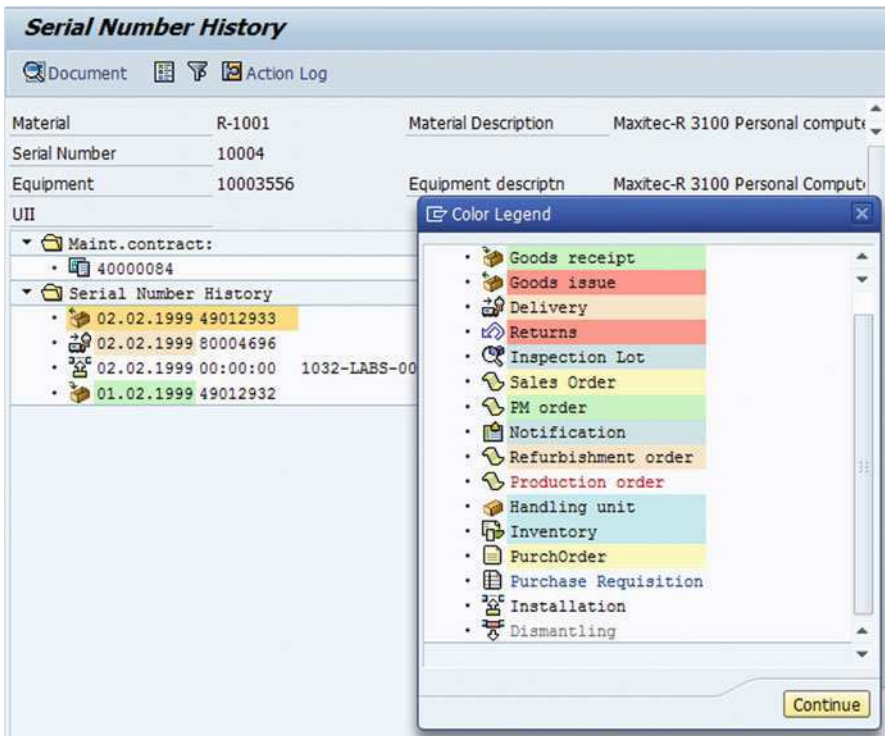 Serial Number History
Document Action Log
Material R-1001 Material Description Maxitec-R 3100 Personal compute
Serial Number 10004
Equipment 10003556 Equipment descriptn Maxitec-R 3100 Personal Comput
UII
Maint.contract:
40000084
Serial Number History
02.02.1999 49012933
02.02.1999 80004696
02.02.1999 00:00:00 1032-LABS-00
01.02.1999 49012932
Color Legend
Goods receipt
Goods issue
Delivery
Returns
Inspection Lot
Sales Order
PM order
Notification
Refurbishment order
Production order
Handling unit
Inventory
PurchOrder
Purchase Requisition
Installation
Dismantling
Continue